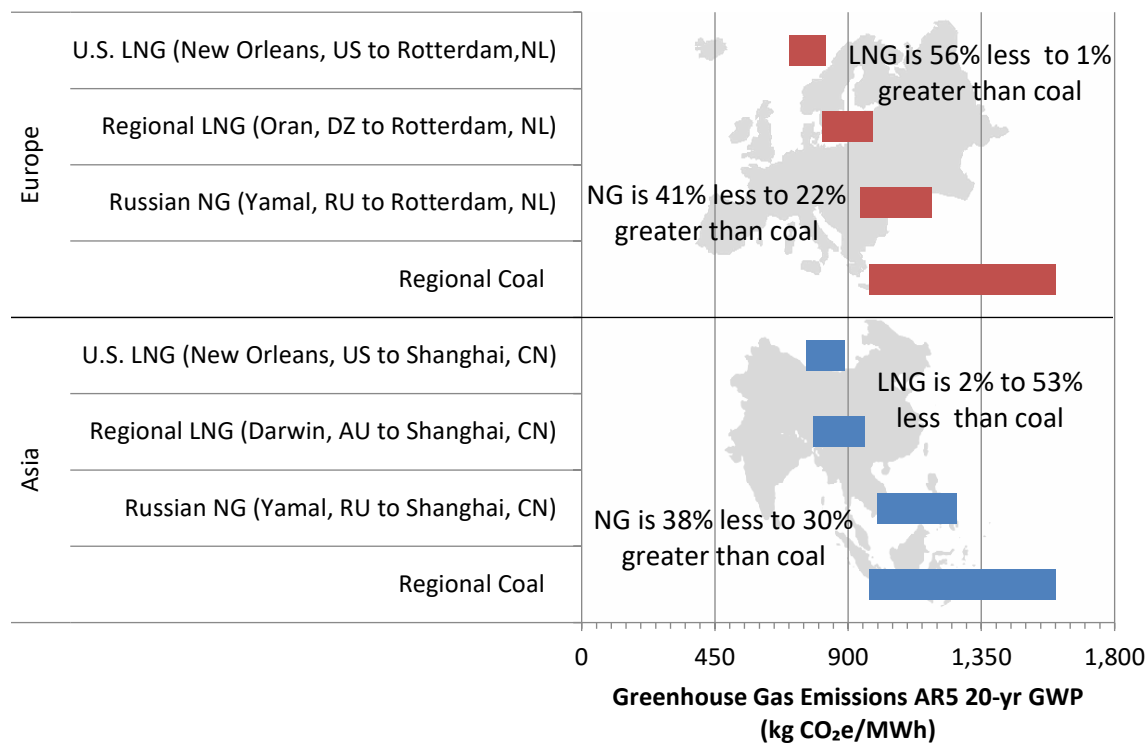 Europe
U.S. LNG (New Orleans, US to Rotterdam,NL)
LNG is 56% less to 1%
greater than coal
Regional LNG (Oran, DZ to Rotterdam, NL)
Russian NG (Yamal, RU to Rotterdam, NL)
NG is 41% less to 22%
greater than coal
Regional Coal
Asia
U.S. LNG (New Orleans, US to Shanghai, CN)
LNG is 2% to 53%
less than coal
Regional LNG (Darwin, AU to Shanghai, CN)
Russian NG (Yamal, RU to Shanghai, CN)
NG is 38% less to 30%
greater than coal
Regional Coal
0 450 900 1,350 1,800
Greenhouse Gas Emissions AR5 20-yr GWP
(kg CO₂e/MWh)